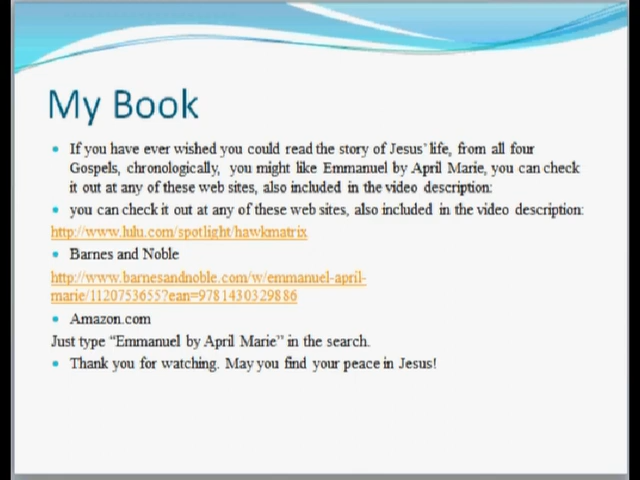 My Book
• If you have ever wished you could read the story of Jesus' life, from all four
Gospels, chronologically, you might like Emmanuel by April Marie, you can check
it out at any of these web sites, also included in the video description:
• you can check it out at any of these web sites, also included in the video description:
http://www.lulu.com/spotlight/hawkmatrix
• Barnes and Noble
http://www.barnesandnoble.com/w/emmanuel-april-
marie/1120753655?ean=9781430329886
• Amazon.com
Just type “Emmanuel by April Marie” in the search.
• Thank you for watching. May you find your peace in Jesus!